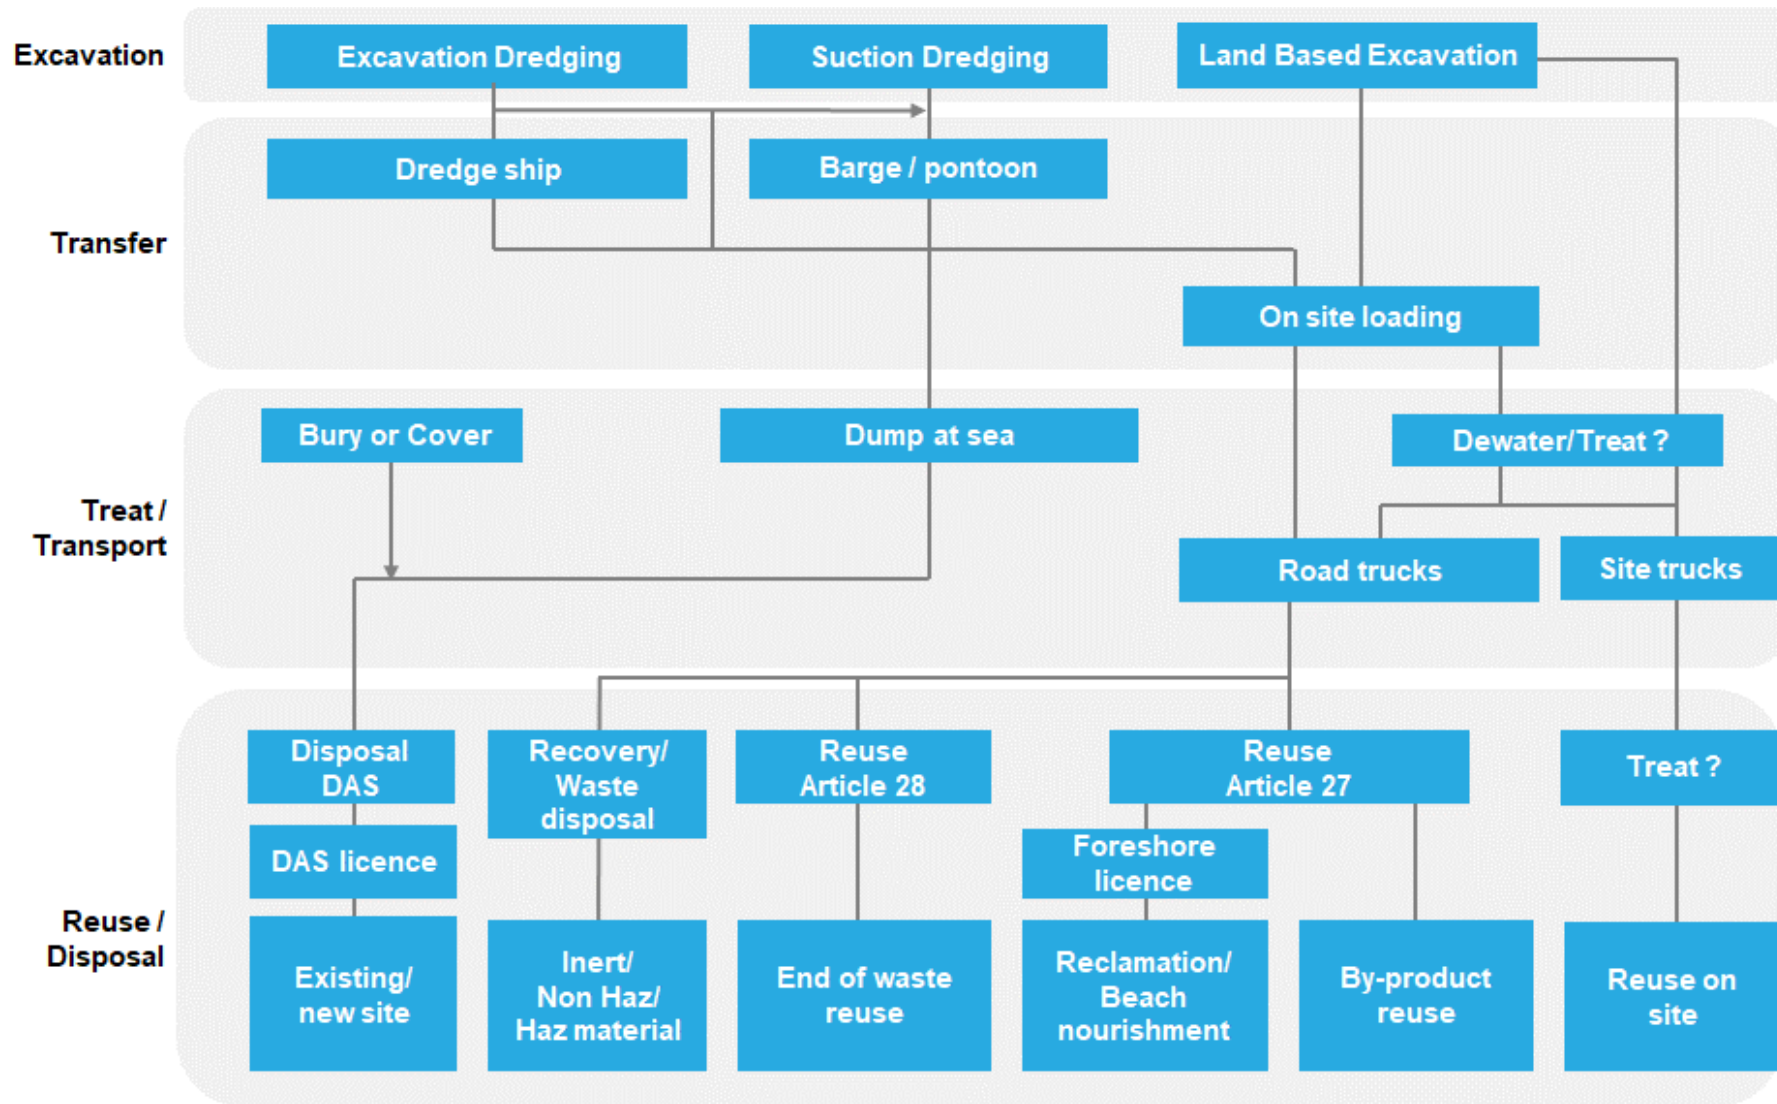 Excavation
Excavation Dredging
Suction Dredging
Land Based Excavation
Transfer
Dredge ship
Barge / pontoon
On site loading
Treat /
Transport
Bury or Cover
Dump at sea
Dewater/Treat ?
Road trucks
Site trucks
Reuse /
Disposal
Disposal
DAS
Recovery/
Waste
disposal
Reuse
Article 28
Reuse
Article 27
Treat ?
DAS licence
Foreshore
licence
Existing/
new site
Inert/
Non Haz/
Haz material
End of waste
reuse
Reclamation/
Beach
nourishment
By-product
reuse
Reuse on
site